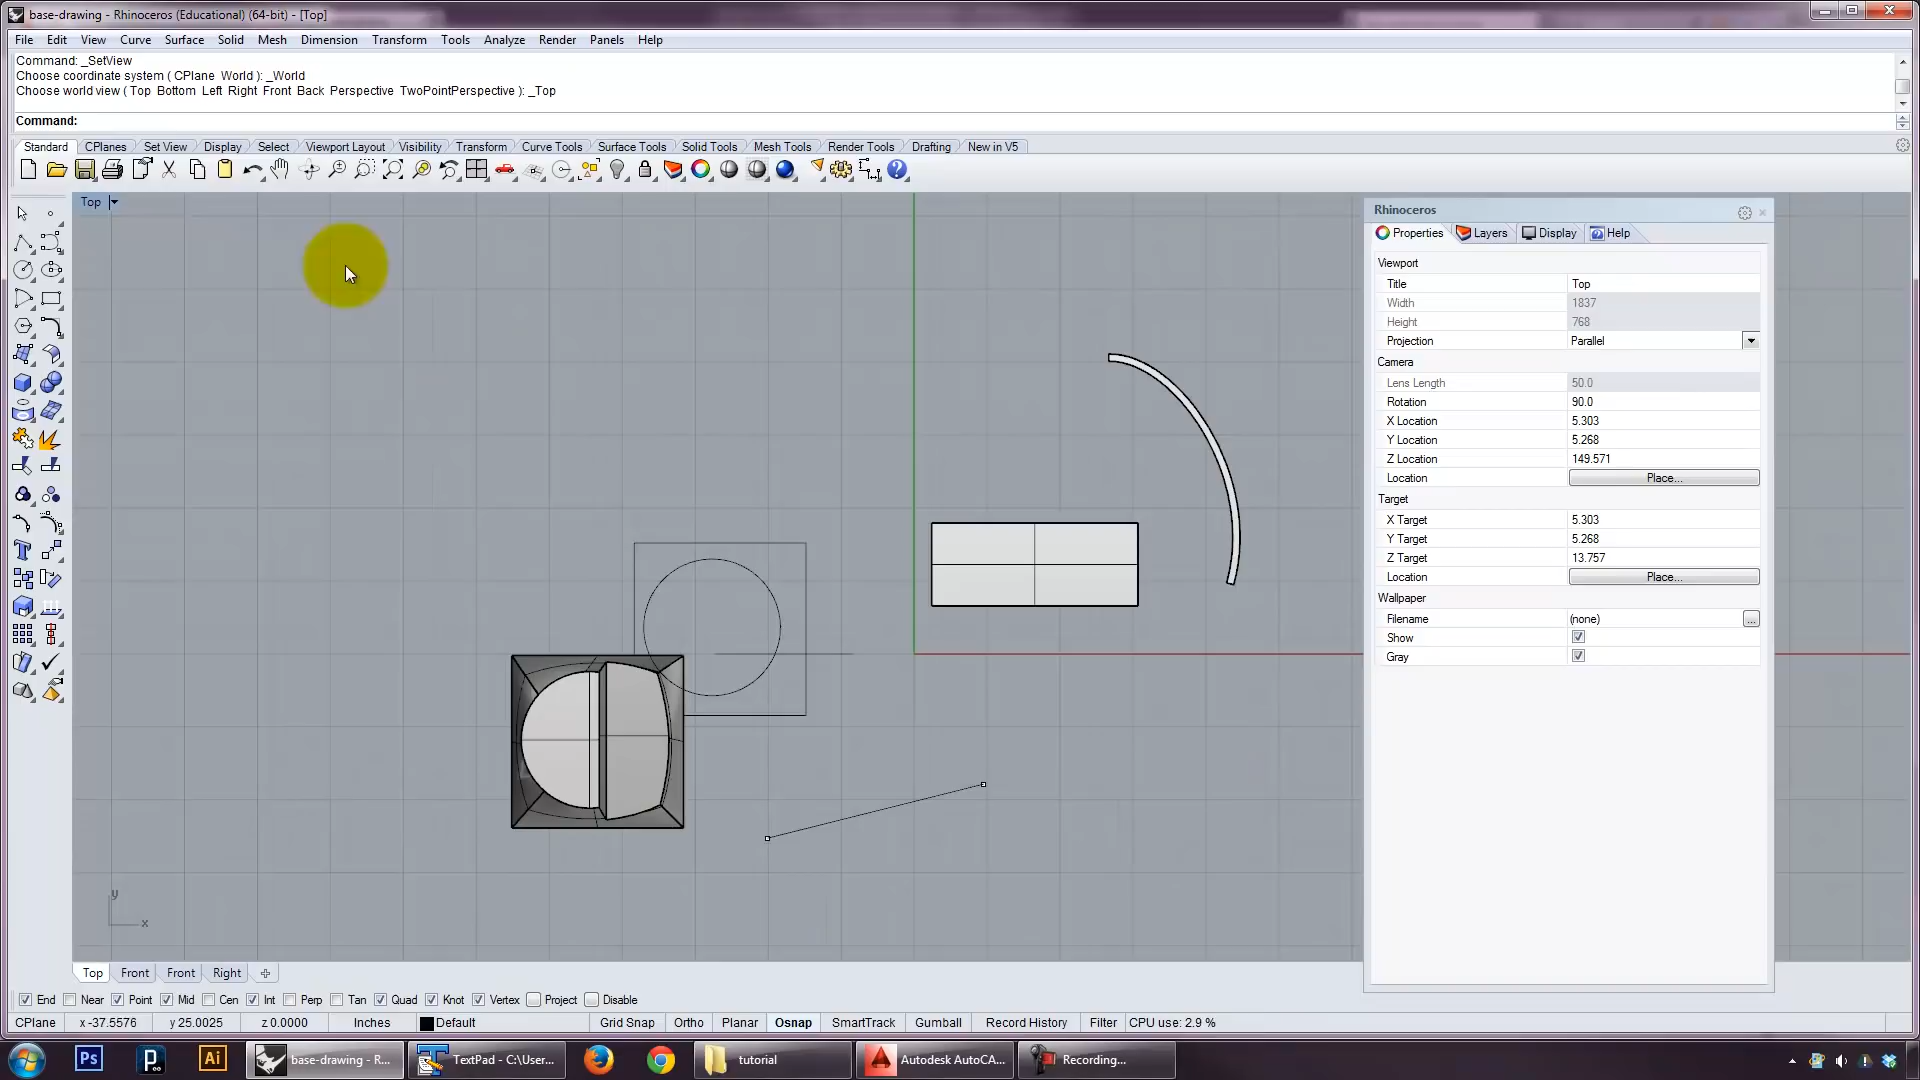 base-drawing - Rhinoceros (Educational) (64-bit) - [Top]
File Edit View Curve Surface Solid Mesh Dimension Transform Tools Analyze Render Panels Help
Command: _SetView
Choose coordinate system ( CPlane World ): _World
Choose world view ( Top Bottom Left Right Front Back Perspective TwoPointPerspective ): _Top
Command:
Standard CPlanes Set View Display Select Viewport Layout Visibility Transform Curve Tools Surface Tools Solid Tools Mesh Tools Render Tools Drafting New in V5
Top
Rhinoceros
Properties Layers Display Help
Viewport
Title Top
Width 1837
Height 768
Projection Parallel
Camera
Lens Length 50.0
Rotation 90.0
X Location 5.303
Y Location 5.268
Z Location 149.571
Location Place...
Target
X Target 5.303
Y Target 5.268
Z Target 13.757
Location Place...
Wallpaper
Filename (none) ...
Show
Gray
y
x
Top Front Front Right
End Near Point Mid Cen Int Perp Tan Quad Knot Vertex Project Disable
CPlane x -37.5576 y 25.0025 z 0.0000 Inches Default Grid Snap Ortho Planar Osnap SmartTrack Gumball Record History Filter CPU use: 2.9 %
Ps p Ai base-drawing - R... TextPad - C:\User... tutorial Autodesk AutoCA... Recording...